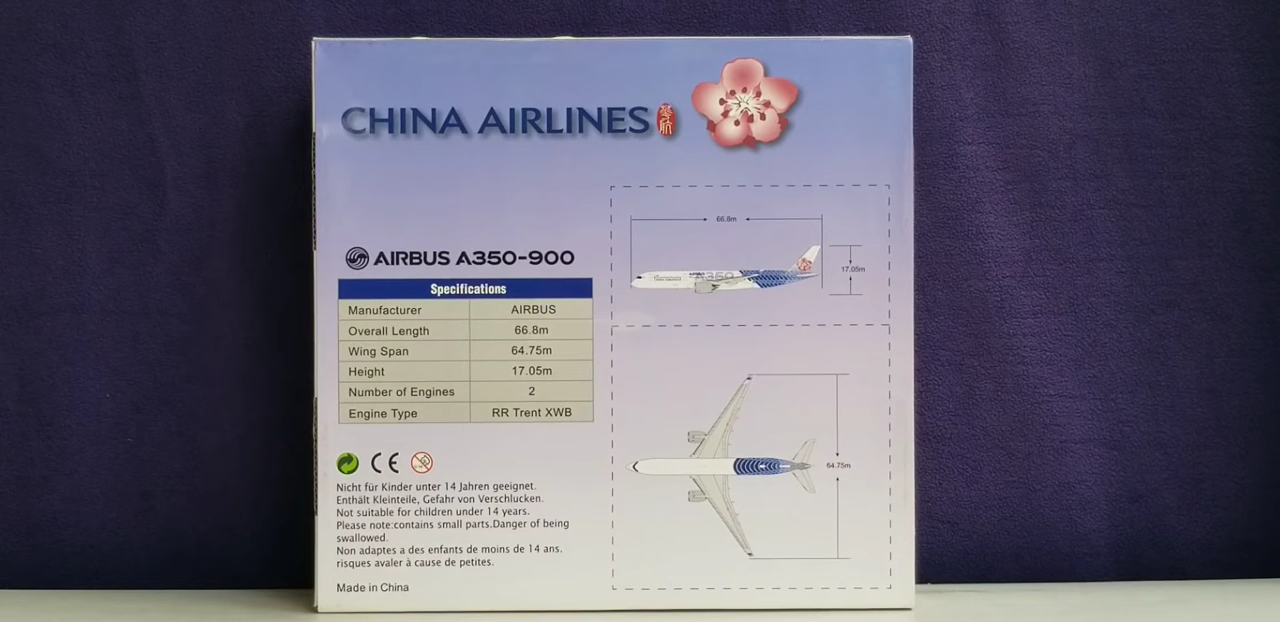 CHINA AIRLINES
66.8m
17.05m
A350
AIRBUS A350-900
Specifications
Manufacturer AIRBUS
Overall Length 66.8m
Wing Span 64.75m
Height 17.05m
Number of Engines 2
Engine Type RR Trent XWB
64.75m
CE
Nicht für Kinder unter 14 Jahren geeignet.
Enthält Kleinteile, Gefahr von Verschlucken.
Not suitable for children under 14 years.
Please note:contains small parts.Danger of being
swallowed.
Non adaptes a des enfants de moins de 14 ans.
risques avaler à cause de petites.
Made in China